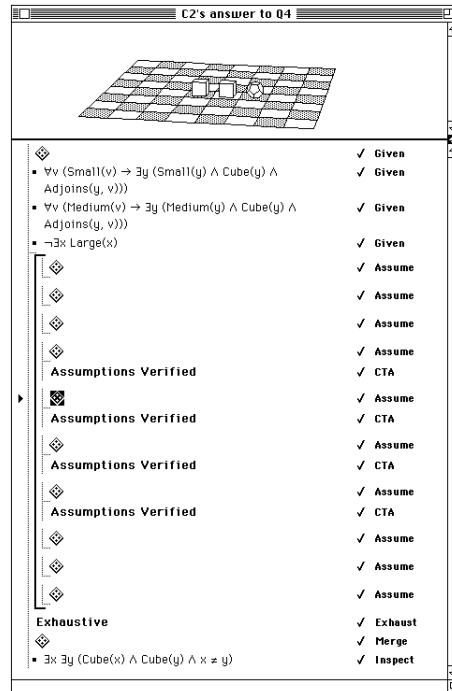 C2's answer to Q4
✓ Given
▪ ∀v (Small(v) → ∃y (Small(y) ∧ Cube(y) ∧ ✓ Given
Adjoins(y, v)))
▪ ∀v (Medium(v) → ∃y (Medium(y) ∧ Cube(y) ∧ ✓ Given
Adjoins(y, v)))
▪ ¬∃x Large(x) ✓ Given
✓ Assume
✓ Assume
✓ Assume
✓ Assume
Assumptions Verified ✓ CTA
✓ Assume
Assumptions Verified ✓ CTA
✓ Assume
Assumptions Verified ✓ CTA
✓ Assume
Assumptions Verified ✓ CTA
✓ Assume
✓ Assume
✓ Assume
Exhaustive ✓ Exhaust
✓ Merge
▪ ∃x ∃y (Cube(x) ∧ Cube(y) ∧ x ≠ y) ✓ Inspect